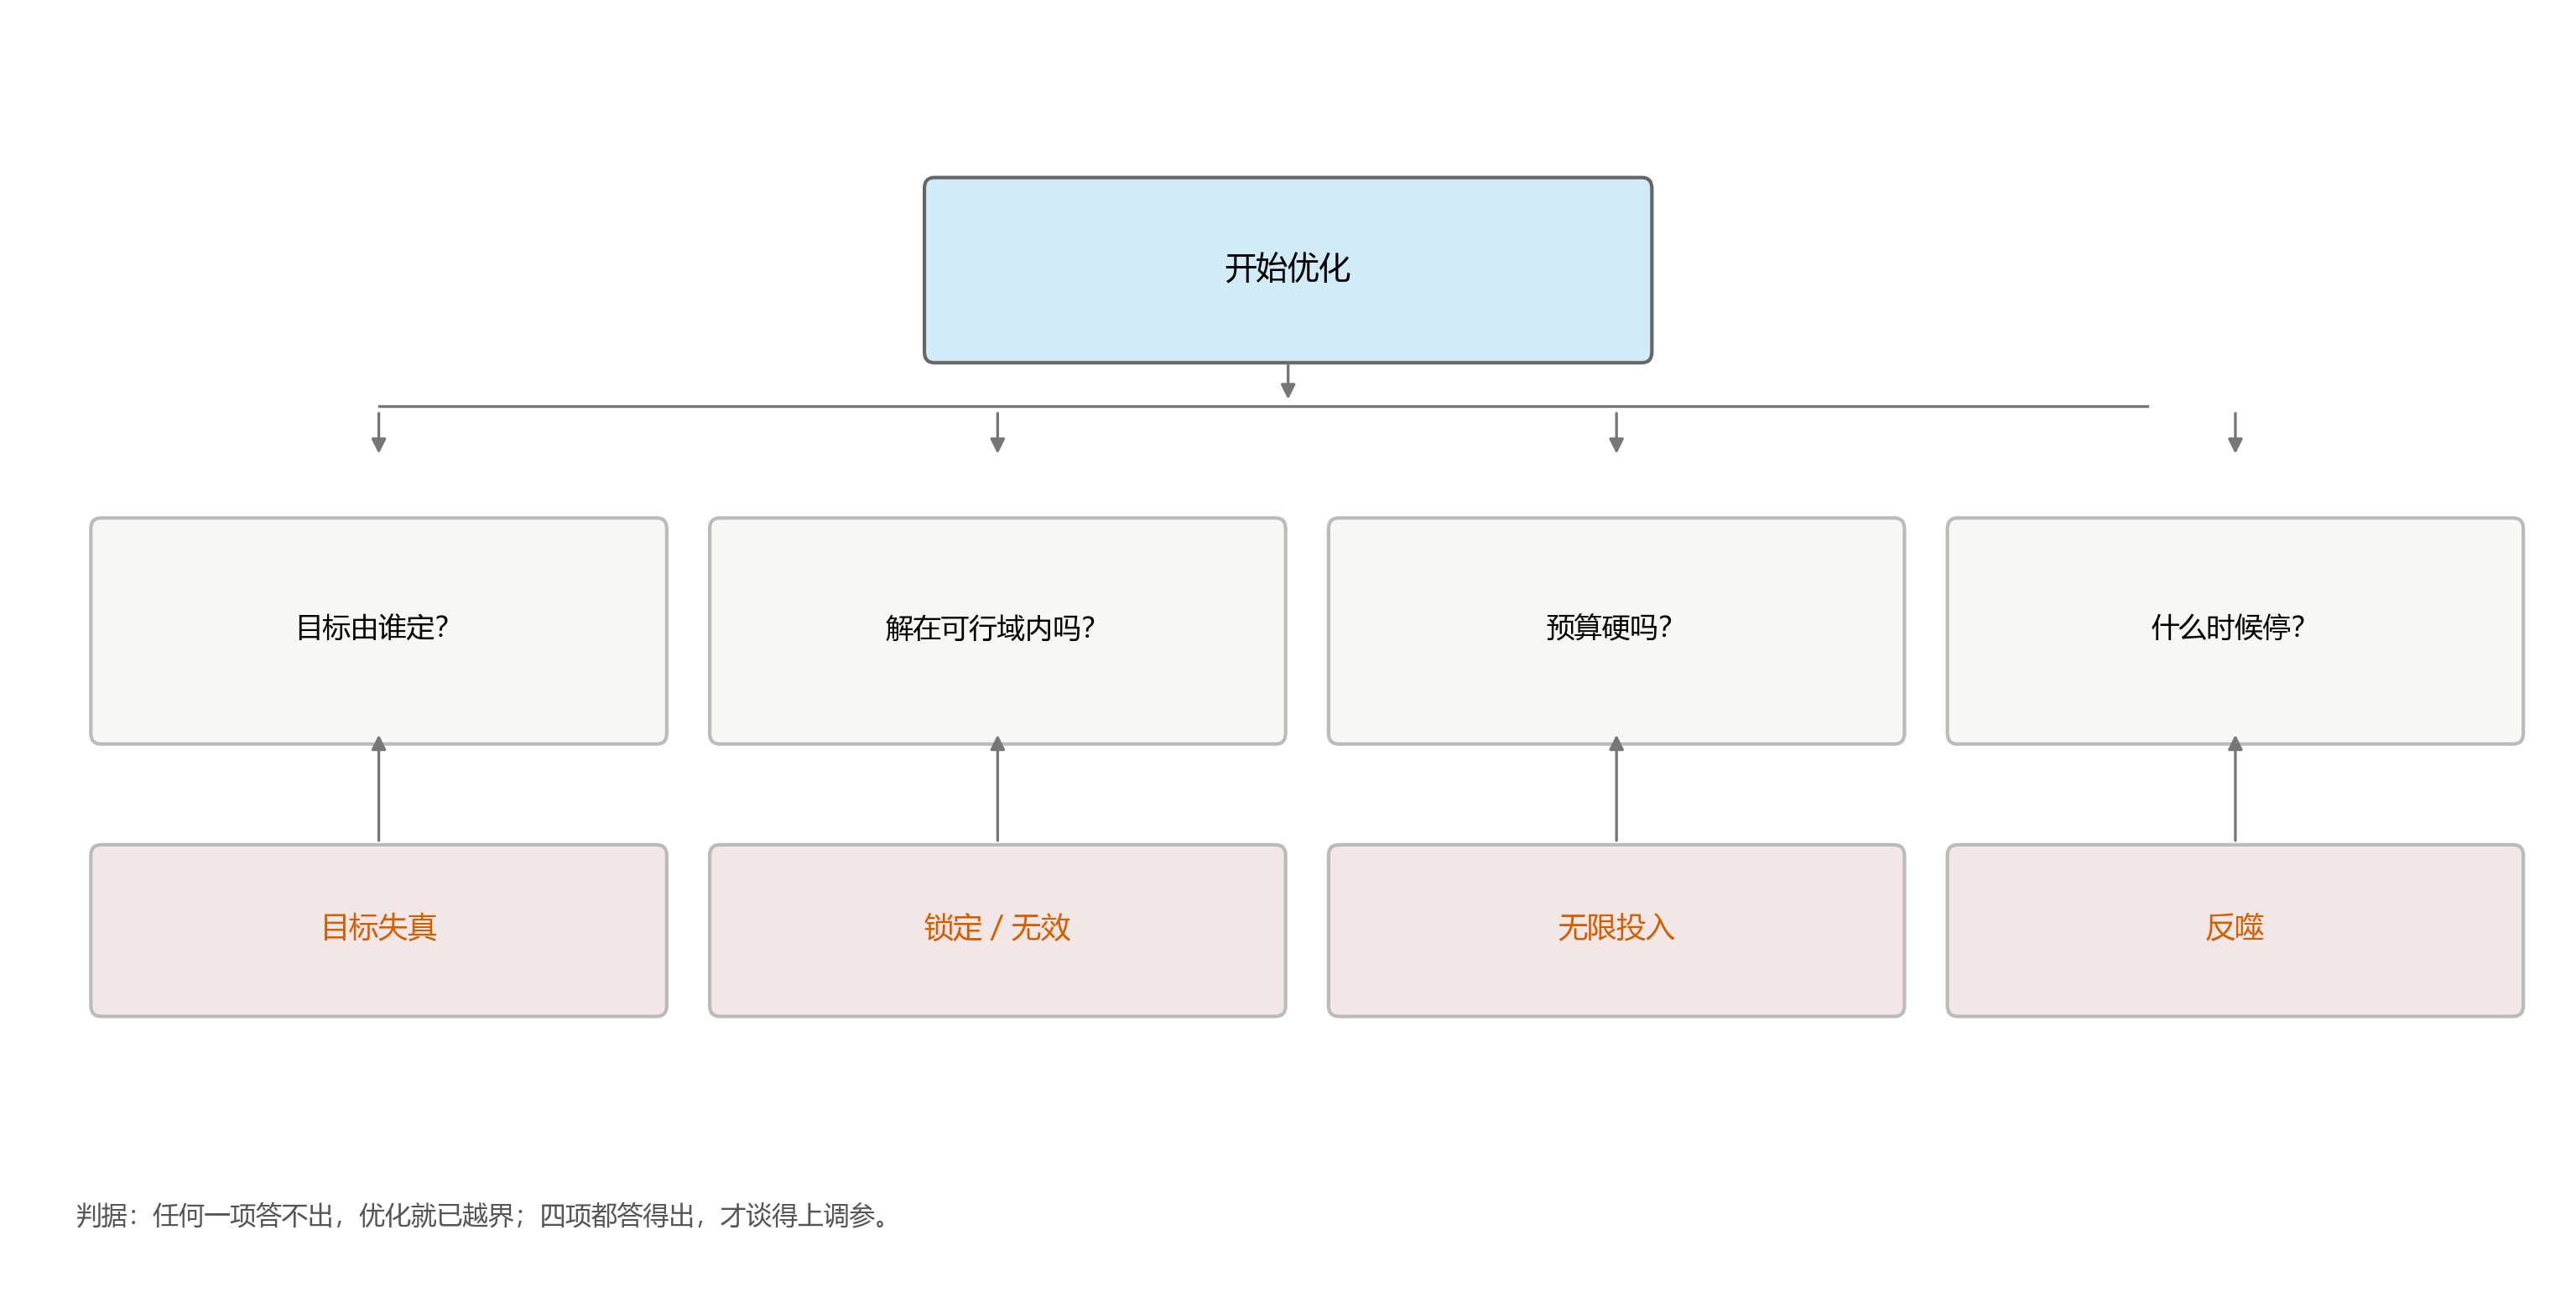 开始优化
目标由谁定？
解在可行域内吗？
预算硬吗？
什么时候停？
目标失真
锁定 / 无效
无限投入
反噬
判据：任何一项答不出，优化就已越界；四项都答得出，才谈得上调参。